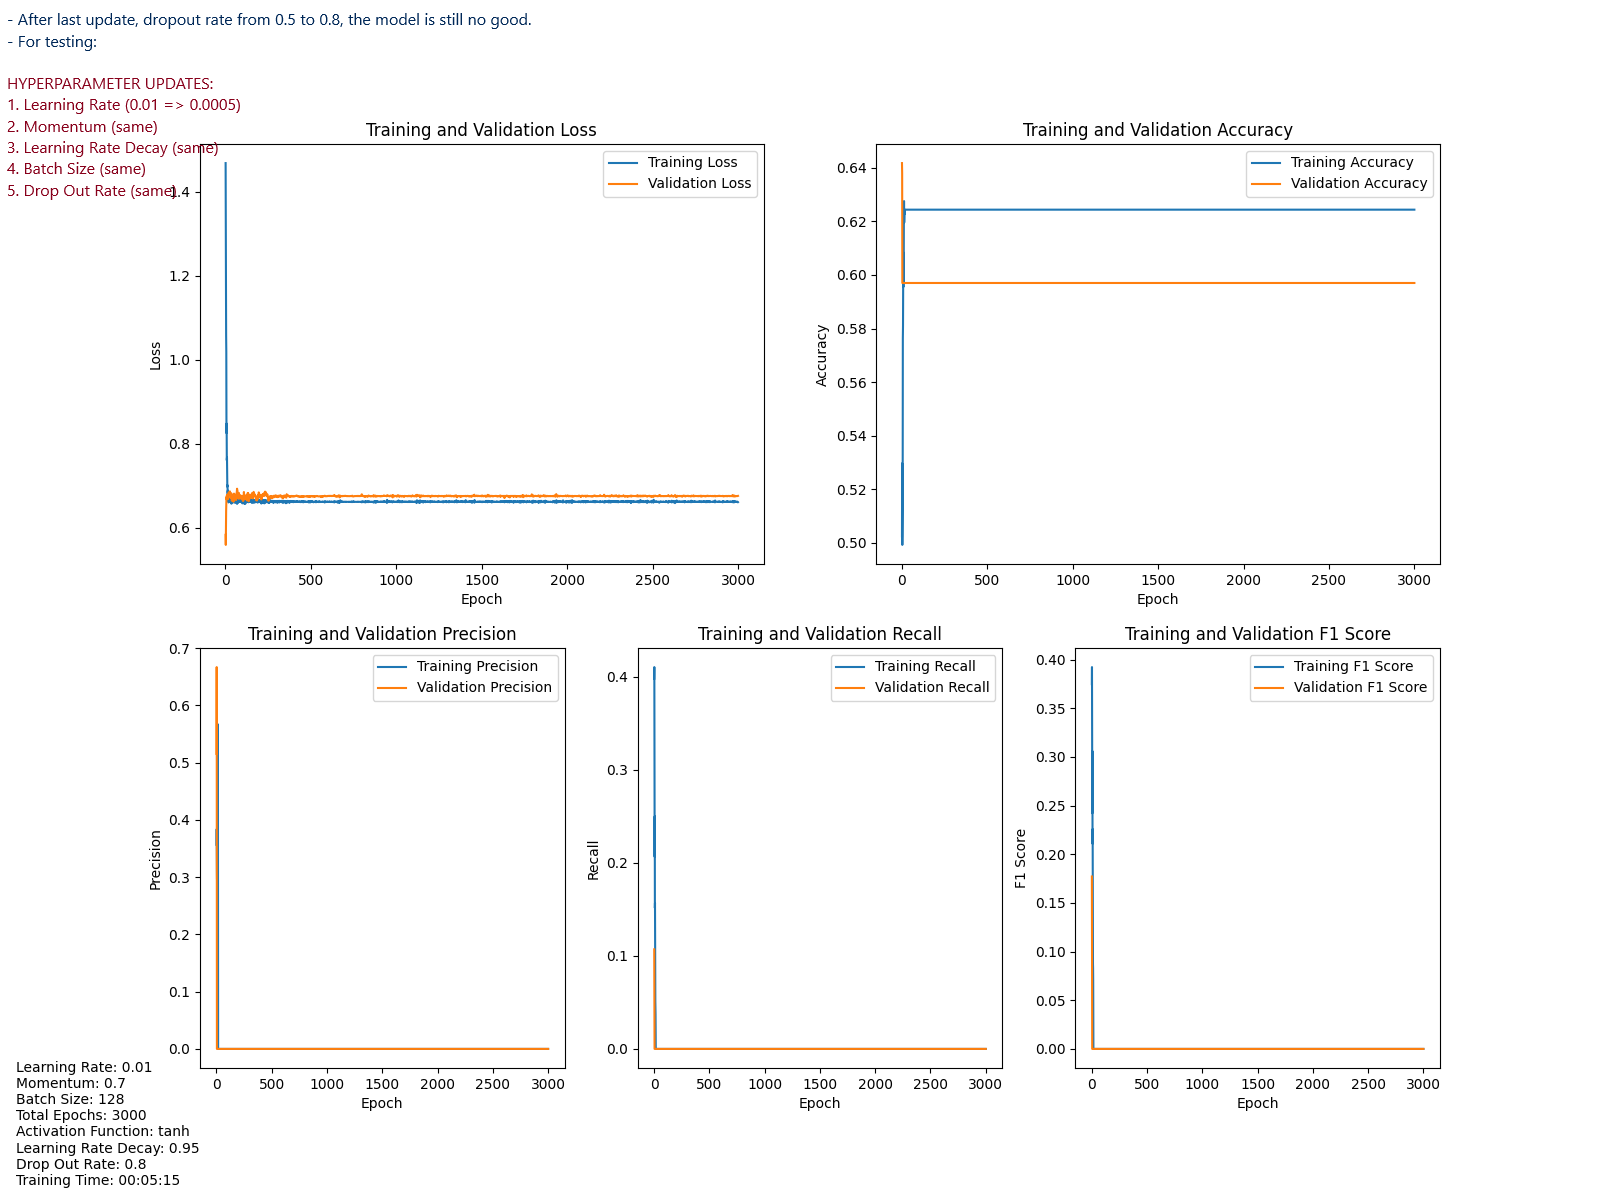 - After last update, dropout rate from 0.5 to 0.8, the model is still no good.
- For testing:
HYPERPARAMETER UPDATES:
1. Learning Rate (0.01 => 0.0005)
2. Momentum (same)
3. Learning Rate Decay (same)
4. Batch Size (same)
5. Drop Out Rate (same)
Training and Validation Loss
Training Loss
Validation Loss
1.4
1.2
1.0
0.8
0.6
Loss
0 500 1000 1500 2000 2500 3000
Epoch
Training and Validation Accuracy
Training Accuracy
Validation Accuracy
0.64
0.62
0.60
0.58
0.56
0.54
0.52
0.50
Accuracy
0 500 1000 1500 2000 2500 3000
Epoch
Training and Validation Precision
Training Precision
Validation Precision
0.7
0.6
0.5
0.4
0.3
0.2
0.1
0.0
Precision
0 500 1000 1500 2000 2500 3000
Epoch
Training and Validation Recall
Training Recall
Validation Recall
0.4
0.3
0.2
0.1
0.0
Recall
0 500 1000 1500 2000 2500 3000
Epoch
Training and Validation F1 Score
Training F1 Score
Validation F1 Score
0.40
0.35
0.30
0.25
0.20
0.15
0.10
0.05
0.00
F1 Score
0 500 1000 1500 2000 2500 3000
Epoch
Learning Rate: 0.01
Momentum: 0.7
Batch Size: 128
Total Epochs: 3000
Activation Function: tanh
Learning Rate Decay: 0.95
Drop Out Rate: 0.8
Training Time: 00:05:15